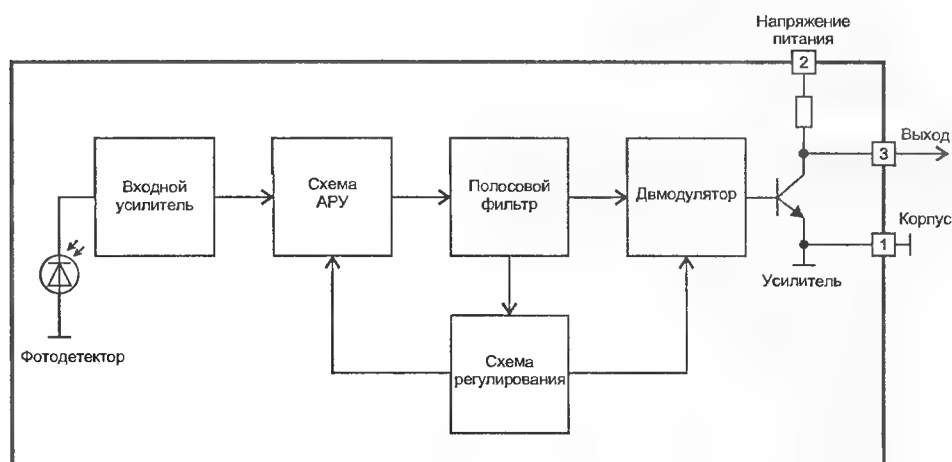 Напряжение
питания
2
Выход
3
Входной
усилитель
Схема
АРУ
Полосовой
фильтр
Двмодулятор
Корпус
1
Усилитель
Фотодетектор
Схема
регулирования